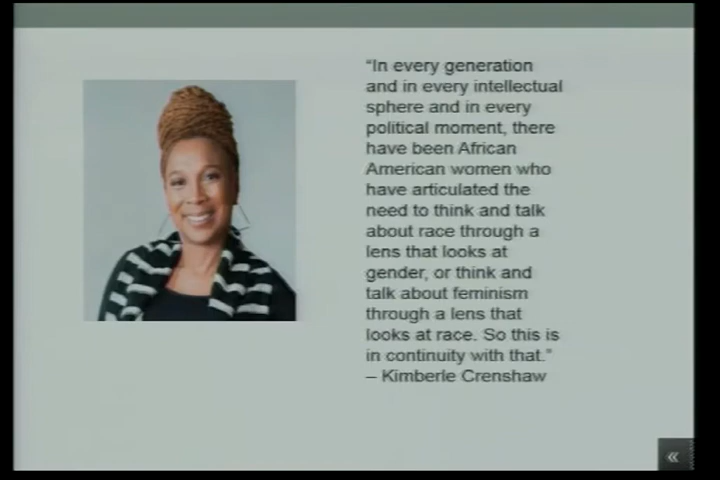 “In every generation
and in every intellectual
sphere and in every
political moment, there
have been African
American women who
have articulated the
need to think and talk
about race through a
lens that looks at
gender, or think and
talk about feminism
through a lens that
looks at race. So this is
in continuity with that.”
– Kimberle Crenshaw